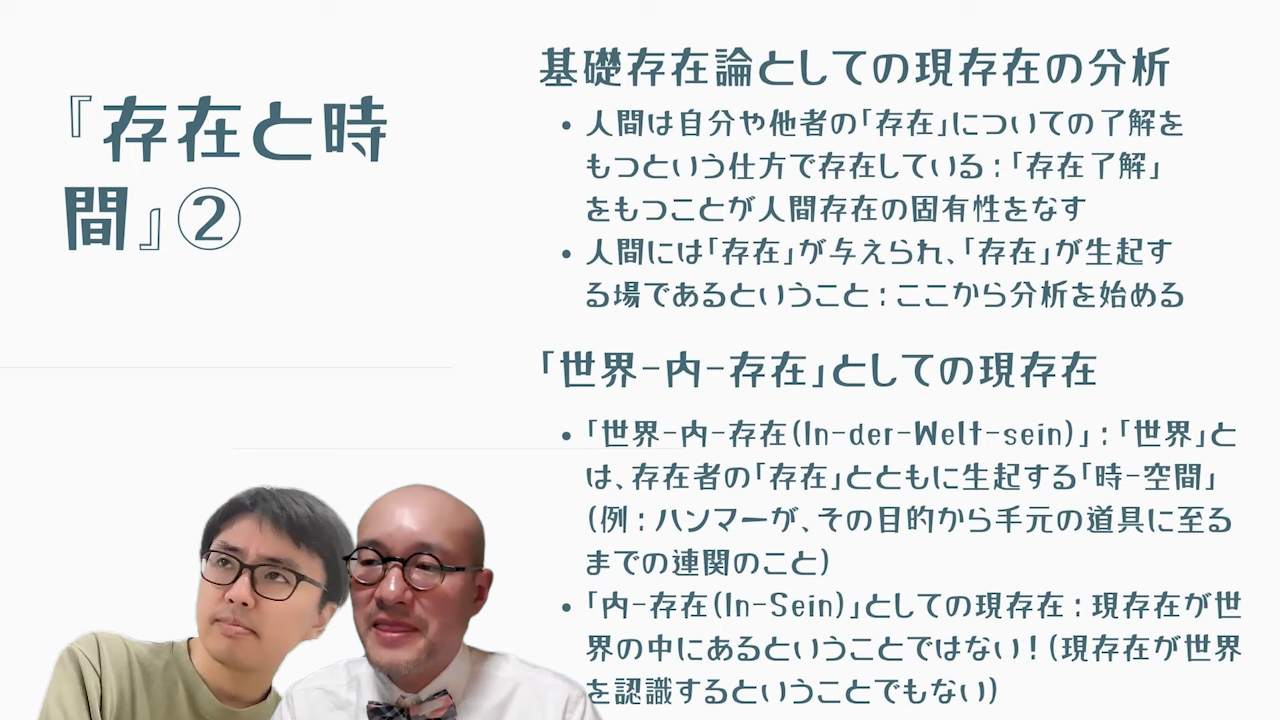 『存在と時
間』②
基礎存在論としての現存在の分析
• 人間は自分や他者の「存在」についての了解を
もつという仕方で存在している:「存在了解」
をもつことが人間存在の固有性をなす
• 人間には「存在」が与えられ、「存在」が生起す
る場であるということ:ここから分析を始める
「世界-内-存在」としての現存在
• 「世界-内-存在(In-der-Welt-sein)」:「世界」と
は、存在者の「存在」とともに生起する「時-空間」
(例:ハンマーが、その目的から手元の道具に至る
までの連関のこと)
• 「内-存在(In-Sein)」としての現存在:現存在が世
界の中にあるということではない!(現存在が世界
を認識するということでもない)